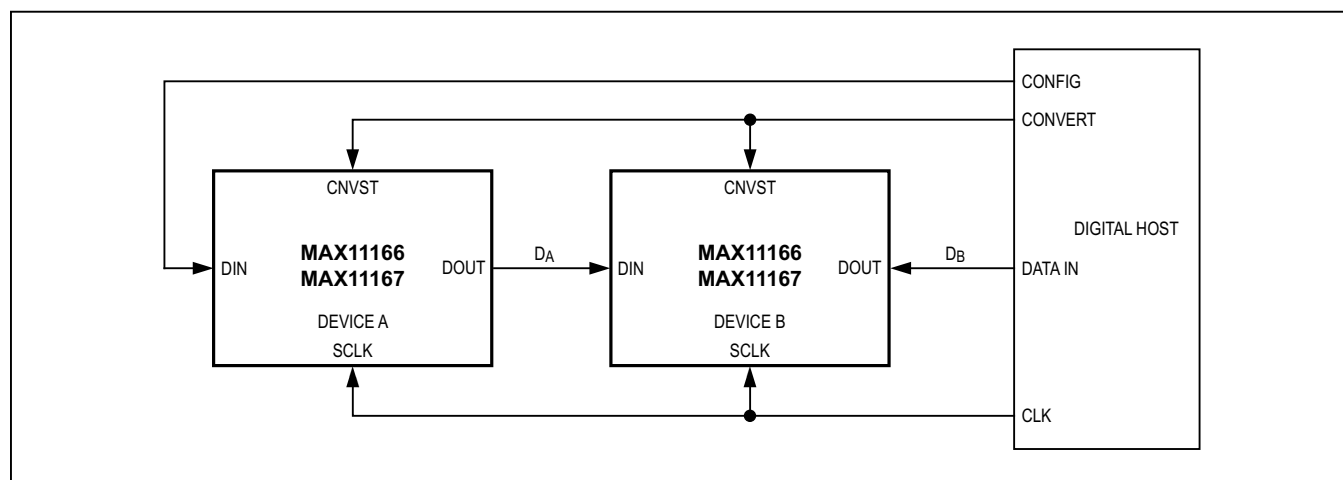 CONFIG
CONVERT
CNVST
CNVST
MAX11166
MAX11167
DIN
DOUT
DA
MAX11166
MAX11167
DIN
DOUT
DB
DIGITAL HOST
DATA IN
DEVICE A
SCLK
DEVICE B
SCLK
CLK